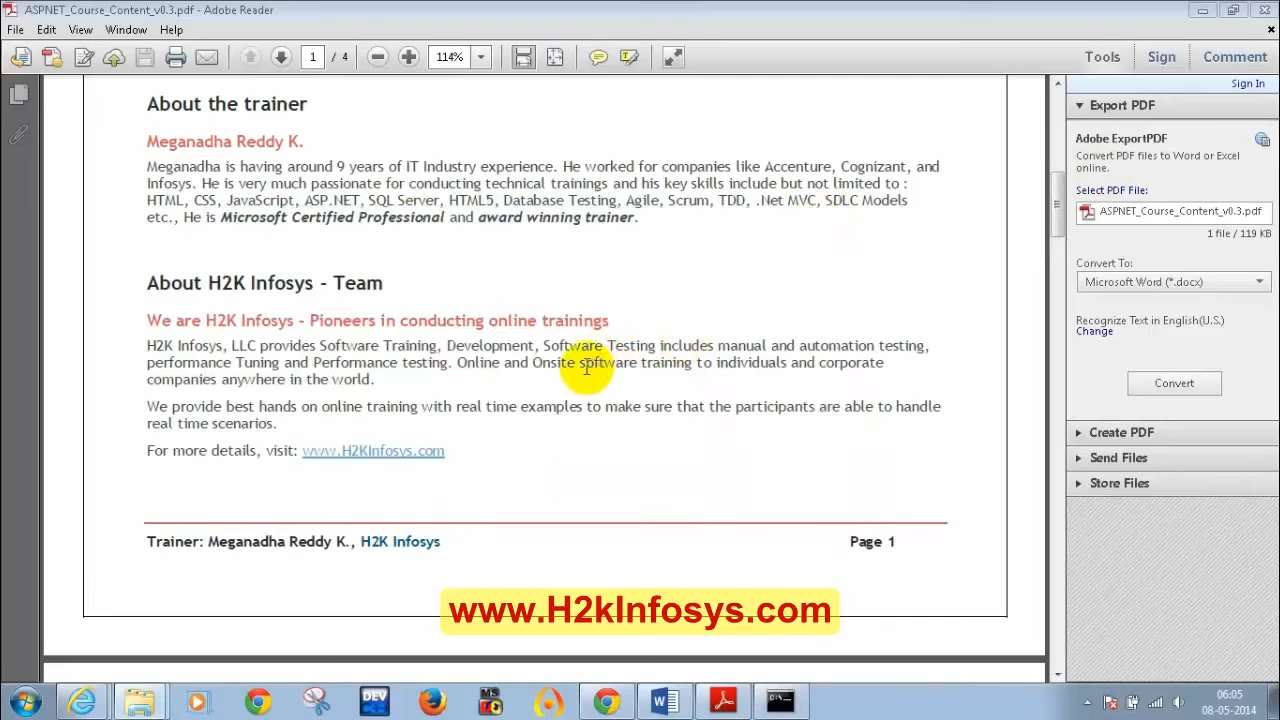 ASPNET_Course_Content_v0.3.pdf - Adobe Reader
File Edit View Window Help
1 / 4 114% Tools Sign Comment
Sign In
About the trainer
Meganadha Reddy K.
Meganadha is having around 9 years of IT Industry experience. He worked for companies like Accenture, Cognizant, and
Infosys. He is very much passionate for conducting technical trainings and his key skills include but not limited to :
HTML, CSS, JavaScript, ASP.NET, SQL Server, HTML5, Database Testing, Agile, Scrum, TDD, .Net MVC, SDLC Models
etc., He is Microsoft Certified Professional and award winning trainer.
About H2K Infosys - Team
We are H2K Infosys - Pioneers in conducting online trainings
H2K Infosys, LLC provides Software Training, Development, Software Testing includes manual and automation testing,
performance Tuning and Performance testing. Online and Onsite software training to individuals and corporate
companies anywhere in the world.
We provide best hands on online training with real time examples to make sure that the participants are able to handle
real time scenarios.
For more details, visit: www.H2KInfosys.com
Trainer: Meganadha Reddy K., H2K Infosys Page 1
www.H2kInfosys.com
Export PDF
Adobe ExportPDF
Convert PDF files to Word or Excel
online.
Select PDF File:
ASPNET_Course_Content_v0.3.pdf
1 file / 119 KB
Convert To:
Microsoft Word (*.docx)
Recognize Text in English(U.S.)
Change
Convert
Create PDF
Send Files
Store Files
DEV
MS
06:05
08-05-2014